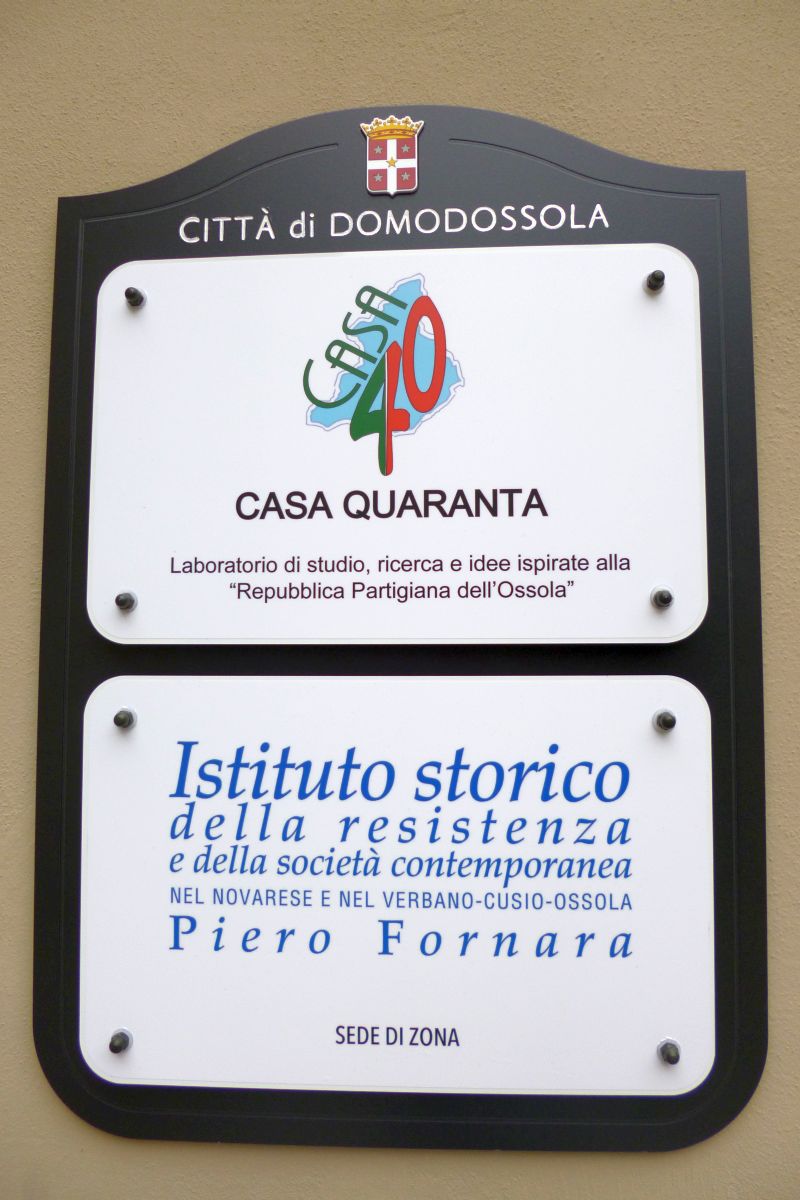 CITTÀ di DOMODOSSOLA
CASA
40
CASA QUARANTA
Laboratorio di studio, ricerca e idee ispirate alla
“Repubblica Partigiana dell’Ossola”
Istituto storico
della resistenza
e della società contemporanea
NEL NOVARESE E NEL VERBANO-CUSIO-OSSOLA
Piero Fornara
SEDE DI ZONA